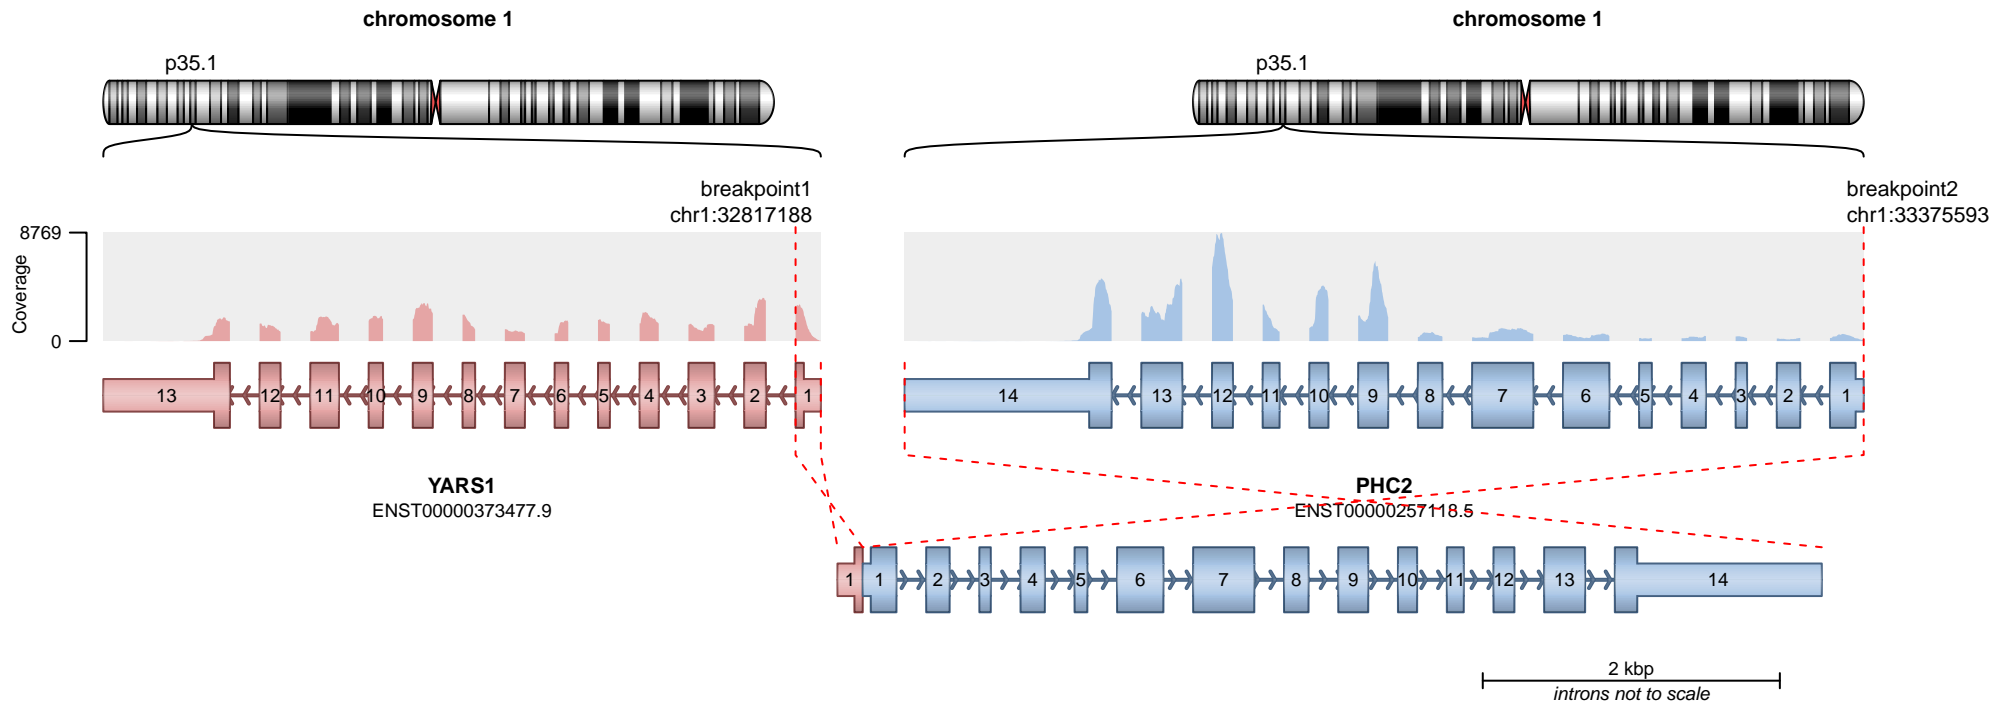 chromosome 1
chromosome 1
p35.1
p35.1
breakpoint1
chr1:32817188
breakpoint2
chr1:33375593
8769
0
Coverage
13 12 11 10 9 8 7 6 5 4 3 2 1
14 13 12 11 10 9 8 7 6 5 4 3 2 1
YARS1
ENST00000373477.9
PHC2
ENST00000257118.5
1 1 2 3 4 5 6 7 8 9 10 11 12 13 14
2 kbp
introns not to scale